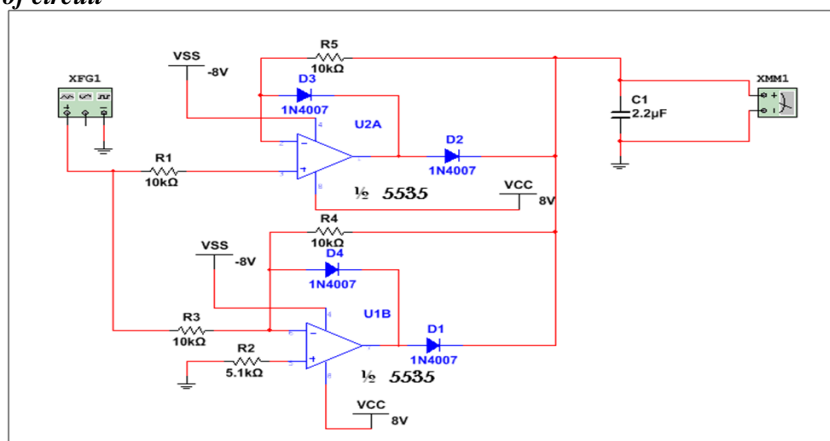 of circuit
VSS
-8V
R5
10kΩ
XFG1
D3
1N4007
U2A
C1
2.2µF
XMM1
D2
1N4007
R1
10kΩ
½ 5535
VCC
8V
R4
10kΩ
VSS
-8V
D4
1N4007
U1B
R3
10kΩ
D1
1N4007
R2
5.1kΩ
½ 5535
VCC
8V